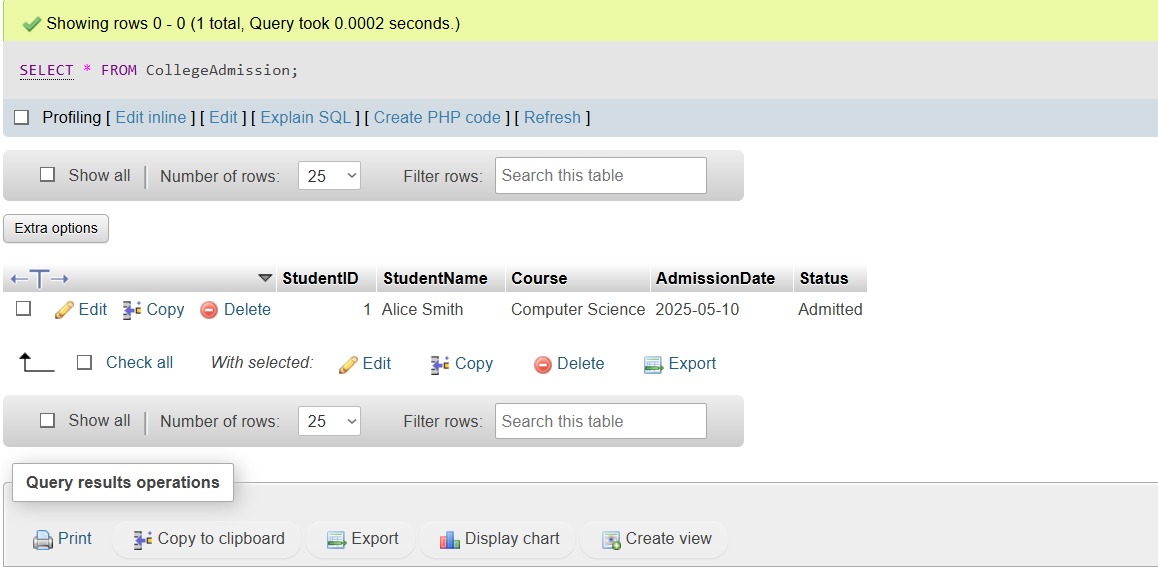 Showing rows 0 - 0 (1 total, Query took 0.0002 seconds.)
SELECT * FROM CollegeAdmission;
Profiling [ Edit inline ] [ Edit ] [ Explain SQL ] [ Create PHP code ] [ Refresh ]
Show all Number of rows: 25 Filter rows: Search this table
Extra options
StudentID StudentName Course AdmissionDate Status
Edit Copy Delete 1 Alice Smith Computer Science 2025-05-10 Admitted
Check all With selected: Edit Copy Delete Export
Show all Number of rows: 25 Filter rows: Search this table
Query results operations
Print Copy to clipboard Export Display chart Create view